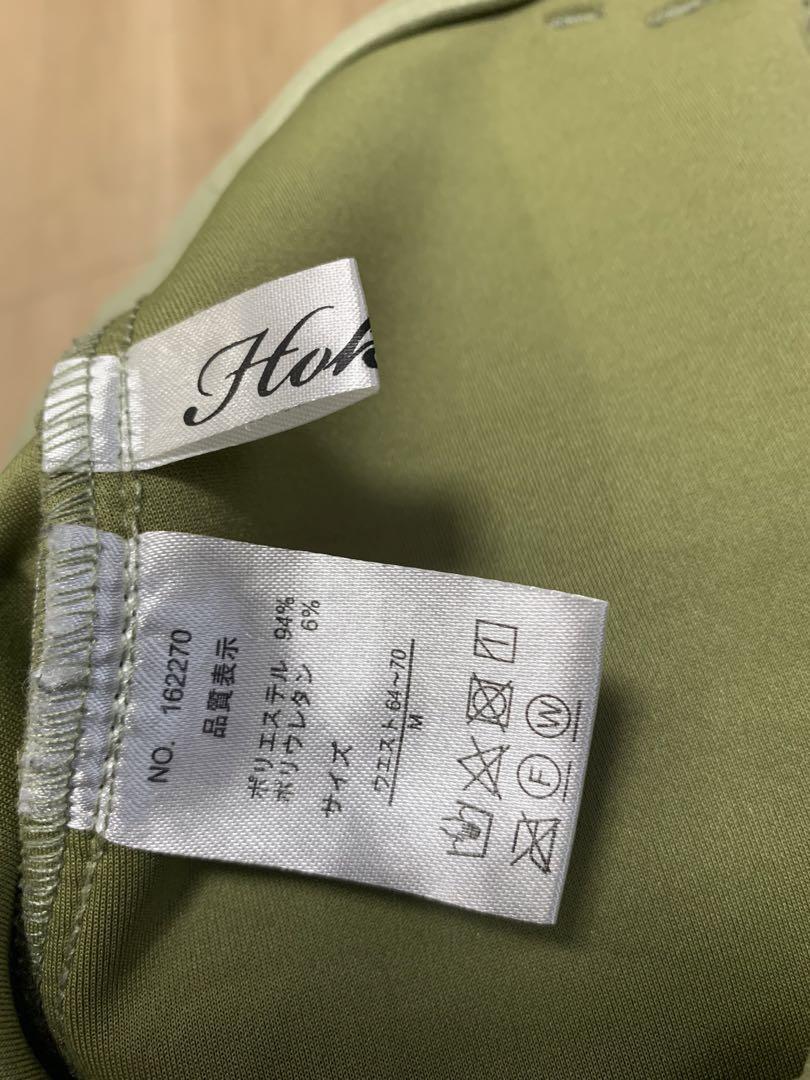 Hok
NO. 162270
品質表示
ポリエステル 94%
ポリウレタン 6%
サイズ
ウエスト64~70
M
F
W